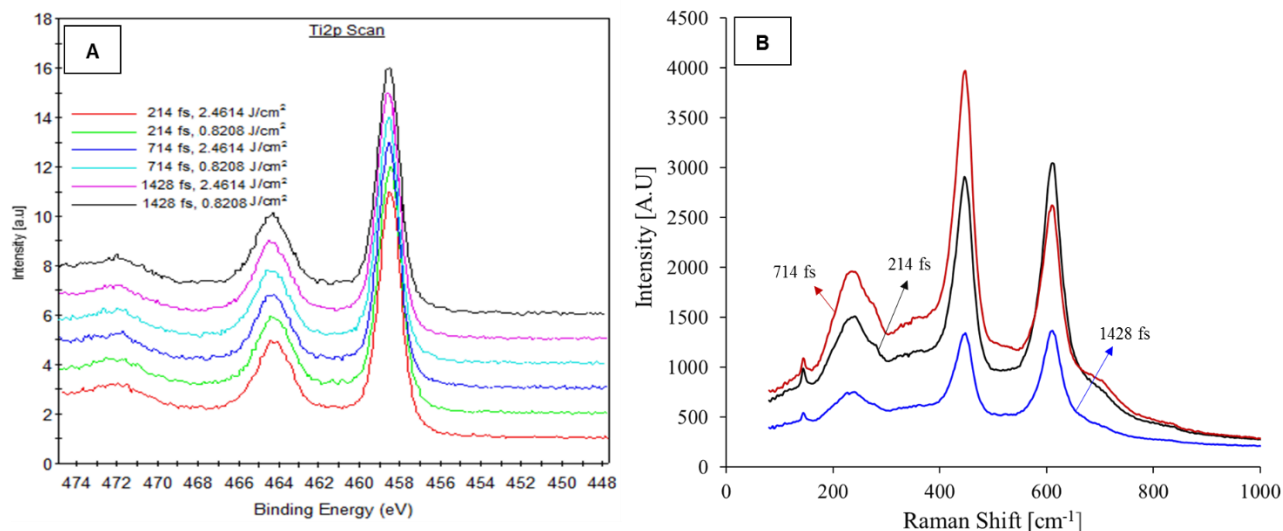 A
Ti2p Scan
18
16
14
12
10
8
6
4
2
0
Intensity [a.u]
214 fs, 2.4614 J/cm²
214 fs, 0.8208 J/cm²
714 fs, 2.4614 J/cm²
714 fs, 0.8208 J/cm²
1428 fs, 2.4614 J/cm²
1428 fs, 0.8208 J/cm²
474 472 470 468 466 464 462 460 458 456 454 452 450 448
Binding Energy (eV)
B
4500
4000
3500
3000
2500
2000
1500
1000
500
0
Intensity [A.U]
714 fs
214 fs
1428 fs
0 200 400 600 800 1000
Raman Shift [cm⁻¹]